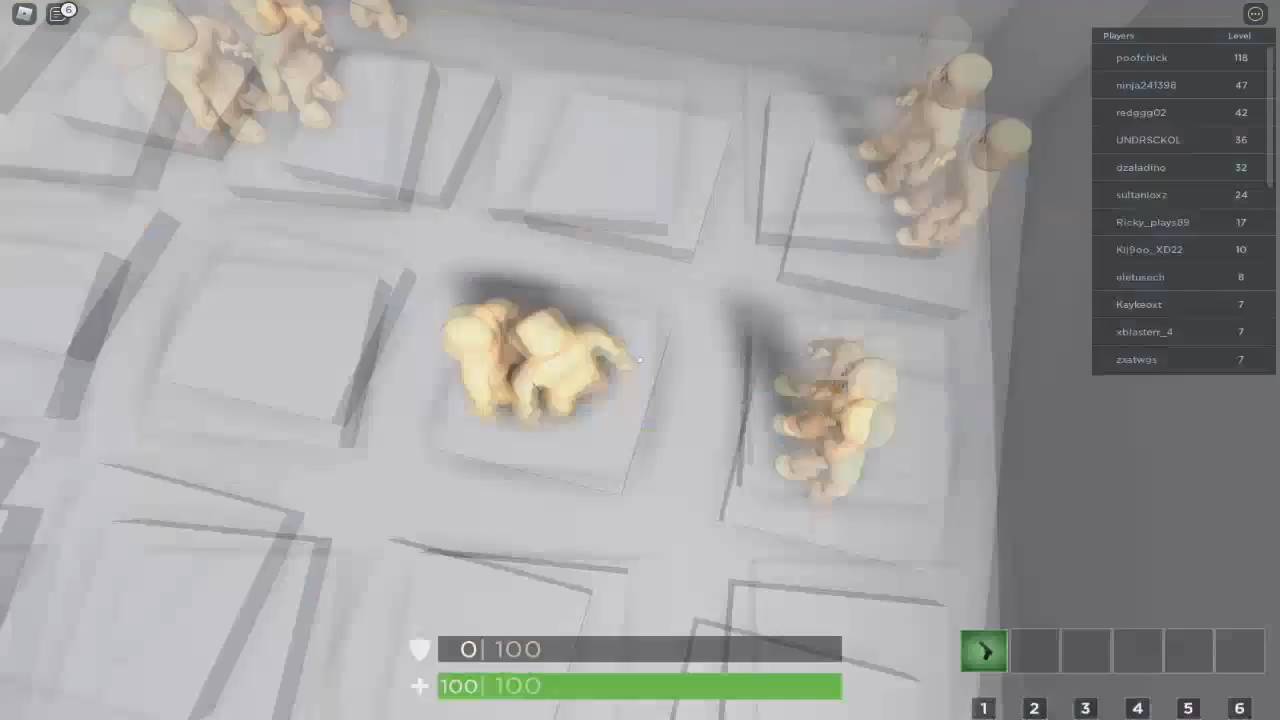 6
Players Level
poofchick 118
ninja241398 47
redggg02 42
UNDRSCKOL 36
dzaladino 32
sultanioxz 24
Ricky_plays89 17
Kij9oo_XD22 10
eletusech 8
Kaykeoxt 7
xblasterr_4 7
zxatwgs 7
0| 100
100| 100
1 2 3 4 5 6